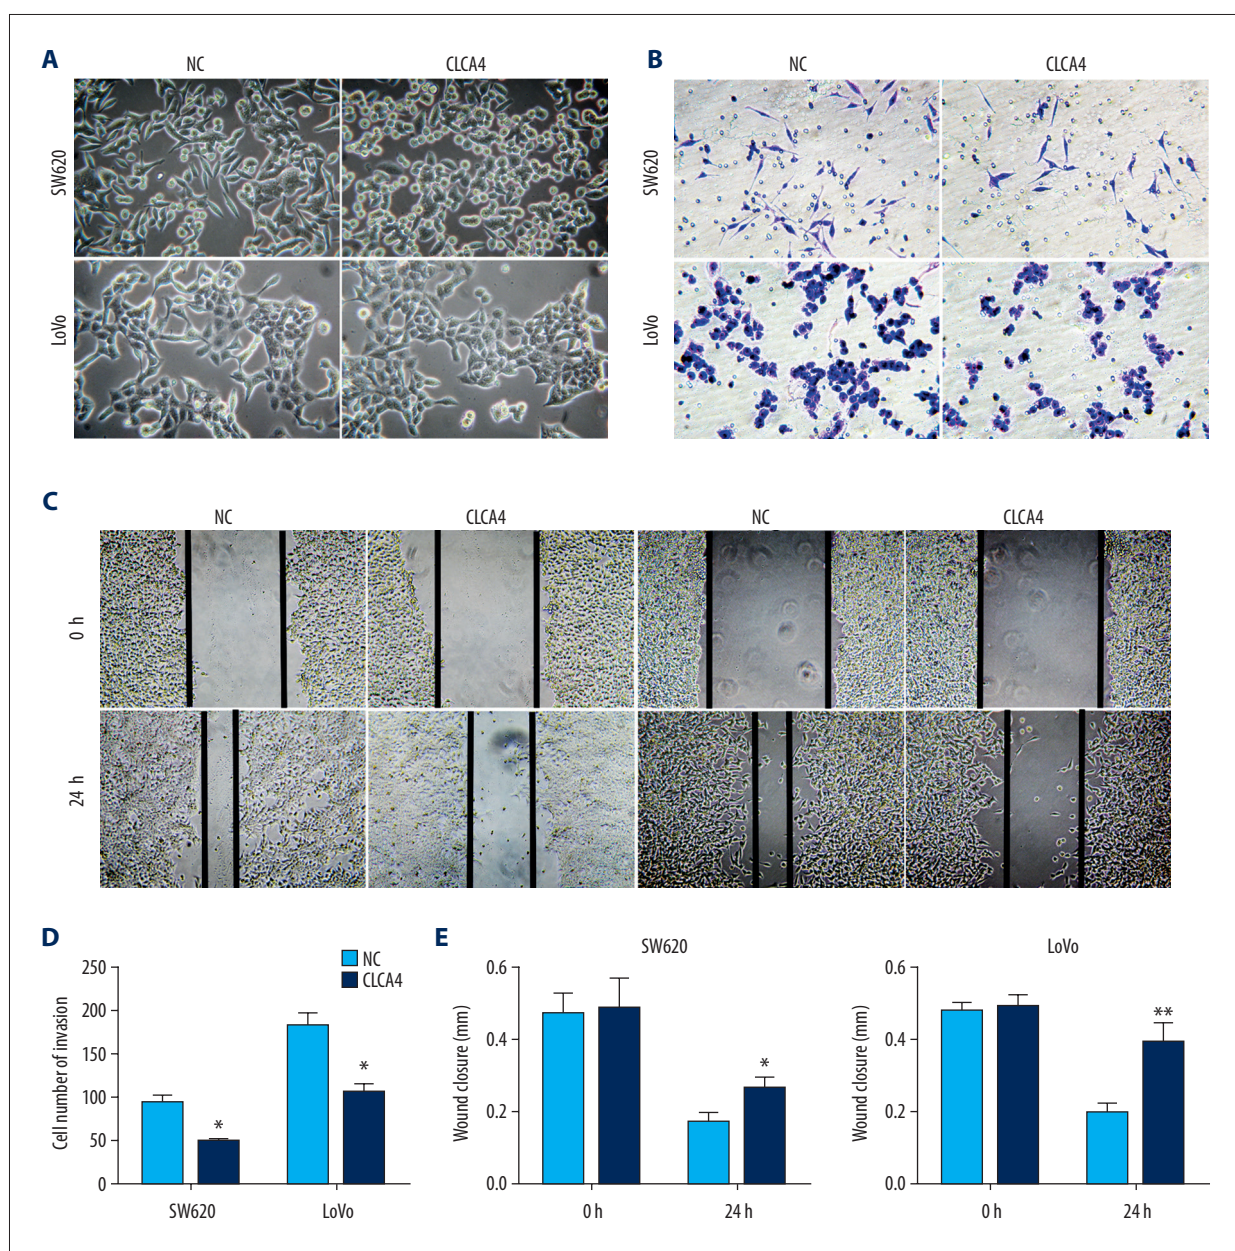 A
NC
CLCA4
SW620
LoVo
B
NC
CLCA4
SW620
LoVo
C
NC
CLCA4
NC
CLCA4
0 h
24 h
D
NC
CLCA4
Cell number of invasion
250
200
150
100
50
0
*
*
SW620
LoVo
E
SW620
Wound closure (mm)
0.6
0.4
0.2
0.0
*
0 h
24 h
LoVo
Wound closure (mm)
0.6
0.4
0.2
0.0
**
0 h
24 h